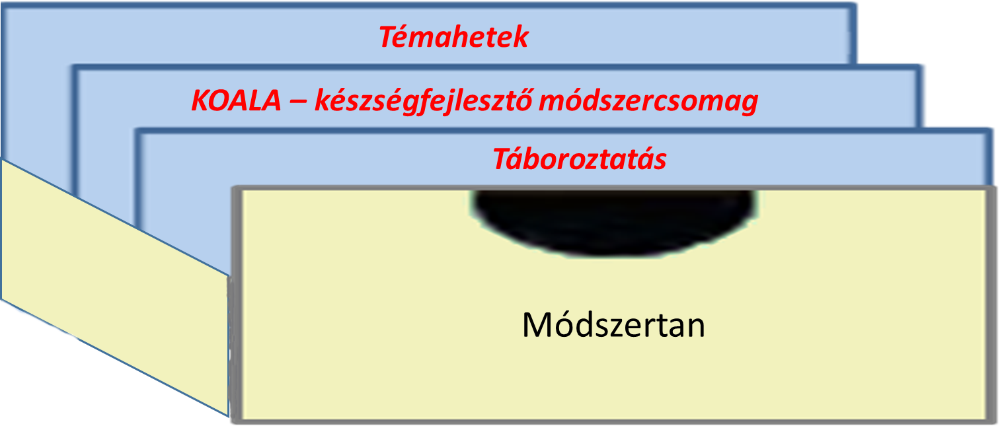 Témahetek
KOALA – készségfejlesztő módszercsomag
Táboroztatás
Módszertan